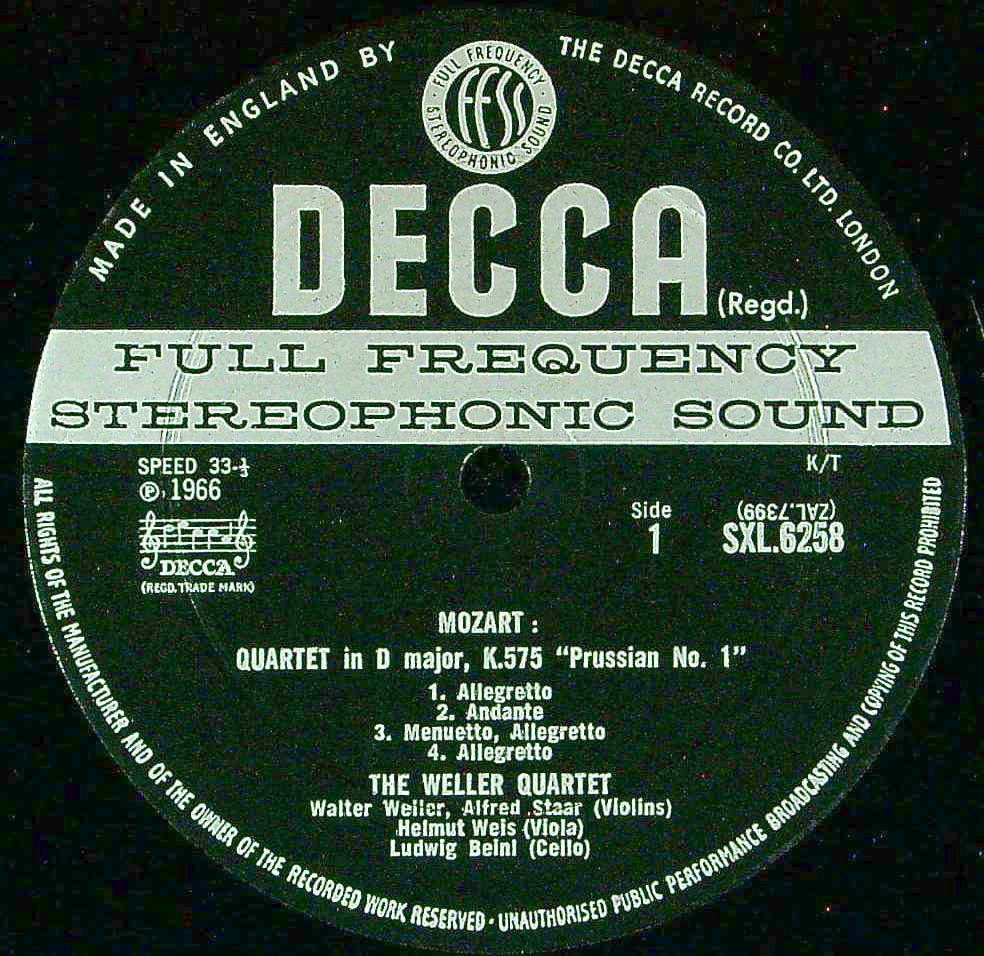 MADE IN ENGLAND BY
THE DECCA RECORD CO. LTD. LONDON
FULL FREQUENCY
FFSS
STEREOPHONIC SOUND
DECCA (Regd.)
FULL FREQUENCY
STEREOPHONIC SOUND
SPEED 33-⅓
K/T
℗ 1966
DECCA
(REGD. TRADE MARK)
Side
1
(ZAL.7399)
SXL.6258
MOZART :
QUARTET in D major, K.575 “Prussian No. 1”
1. Allegretto
2. Andante
3. Menuetto, Allegretto
4. Allegretto
THE WELLER QUARTET
Walter Weller, Alfred Staar (Violins)
Helmut Weis (Viola)
Ludwig Beinl (Cello)
ALL RIGHTS OF THE MANUFACTURER AND OF THE OWNER OF THE RECORDED WORK RESERVED · UNAUTHORISED PUBLIC PERFORMANCE BROADCASTING AND COPYING OF THIS RECORD PROHIBITED